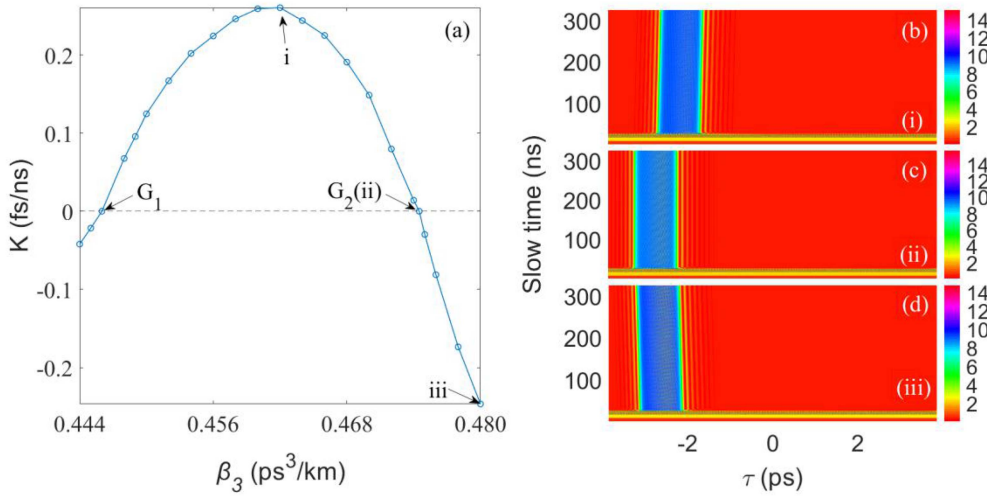 (a)
0.2
0.1
0
-0.1
-0.2
K (fs/ns)
i
G1
G2(ii)
iii
0.444
0.456
0.468
0.480
β3 (ps3/km)
300
200
100
(b)
(i)
14
12
10
8
6
4
2
300
200
100
(c)
(ii)
14
12
10
8
6
4
2
300
200
100
(d)
(iii)
14
12
10
8
6
4
2
Slow time (ns)
-2
0
2
τ (ps)